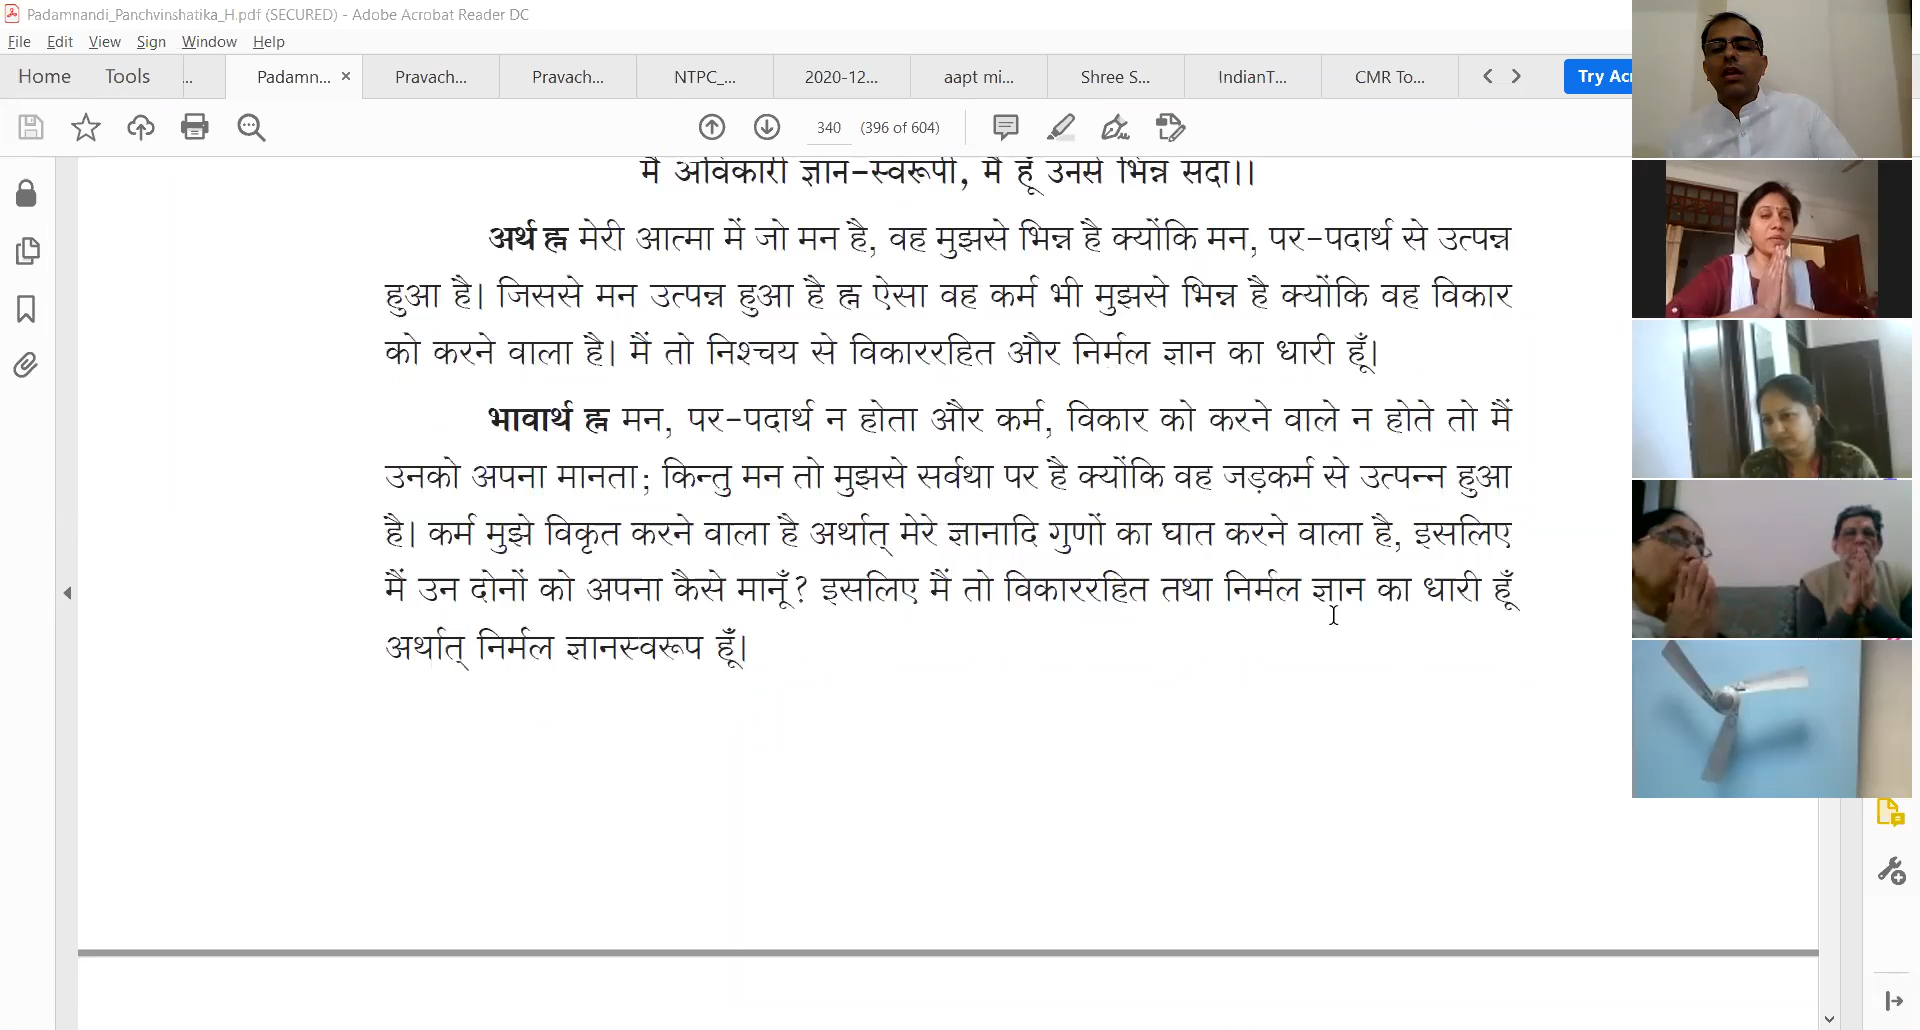 Padamnandi_Panchvinshatika_H.pdf (SECURED) - Adobe Acrobat Reader DC
File Edit View Sign Window Help
Home Tools ... Padamn... × Pravach... Pravach... NTPC_... 2020-12... aapt mi... Shree S... IndianT... CMR To... Try Acr
340 (396 of 604)
मैं अविकारी ज्ञान-स्वरूपी, मैं हूँ उनसे भिन्न सदा।।
अर्थ ह्न मेरी आत्मा में जो मन है, वह मुझसे भिन्न है क्योंकि मन, पर-पदार्थ से उत्पन्न
हुआ है। जिससे मन उत्पन्न हुआ है ह्न ऐसा वह कर्म भी मुझसे भिन्न है क्योंकि वह विकार
को करने वाला है। मैं तो निश्चय से विकाररहित और निर्मल ज्ञान का धारी हूँ।
भावार्थ ह्न मन, पर-पदार्थ न होता और कर्म, विकार को करने वाले न होते तो मैं
उनको अपना मानता; किन्तु मन तो मुझसे सर्वथा पर है क्योंकि वह जड़कर्म से उत्पन्न हुआ
है। कर्म मुझे विकृत करने वाला है अर्थात् मेरे ज्ञानादि गुणों का घात करने वाला है, इसलिए
मैं उन दोनों को अपना कैसे मानूँ? इसलिए मैं तो विकाररहित तथा निर्मल ज्ञान का धारी हूँ
अर्थात् निर्मल ज्ञानस्वरूप हूँ।